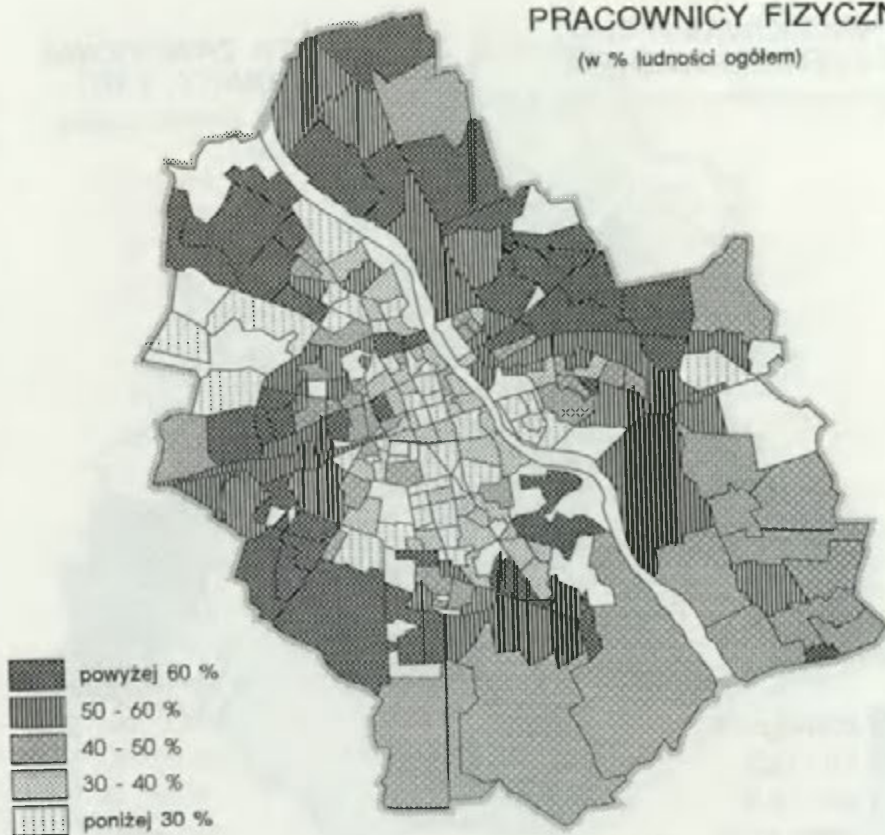 PRACOWNICY FIZYCZN
(w % ludności ogółem)
powyżej 60 %
50 - 60 %
40 - 50 %
30 - 40 %
poniżej 30 %